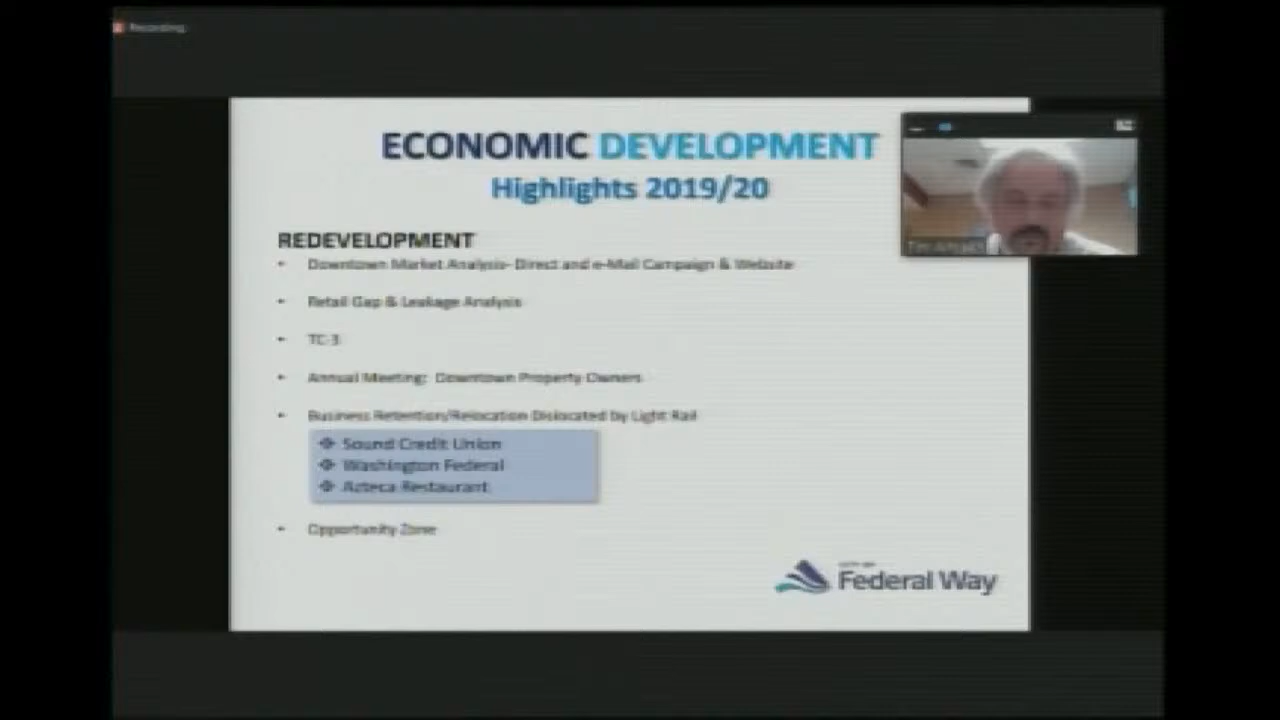 Recording
ECONOMIC DEVELOPMENT
Highlights 2019/20
REDEVELOPMENT
• Downtown Market Analysis- Direct and e-Mail Campaign & Website
• Retail Gap & Leakage Analysis
• TC-3
• Annual Meeting: Downtown Property Owners
• Business Retention/Relocation Dislocated by Light Rail
❖ Sound Credit Union
❖ Washington Federal
❖ Azteca Restaurant
• Opportunity Zone
CITY OF
Federal Way